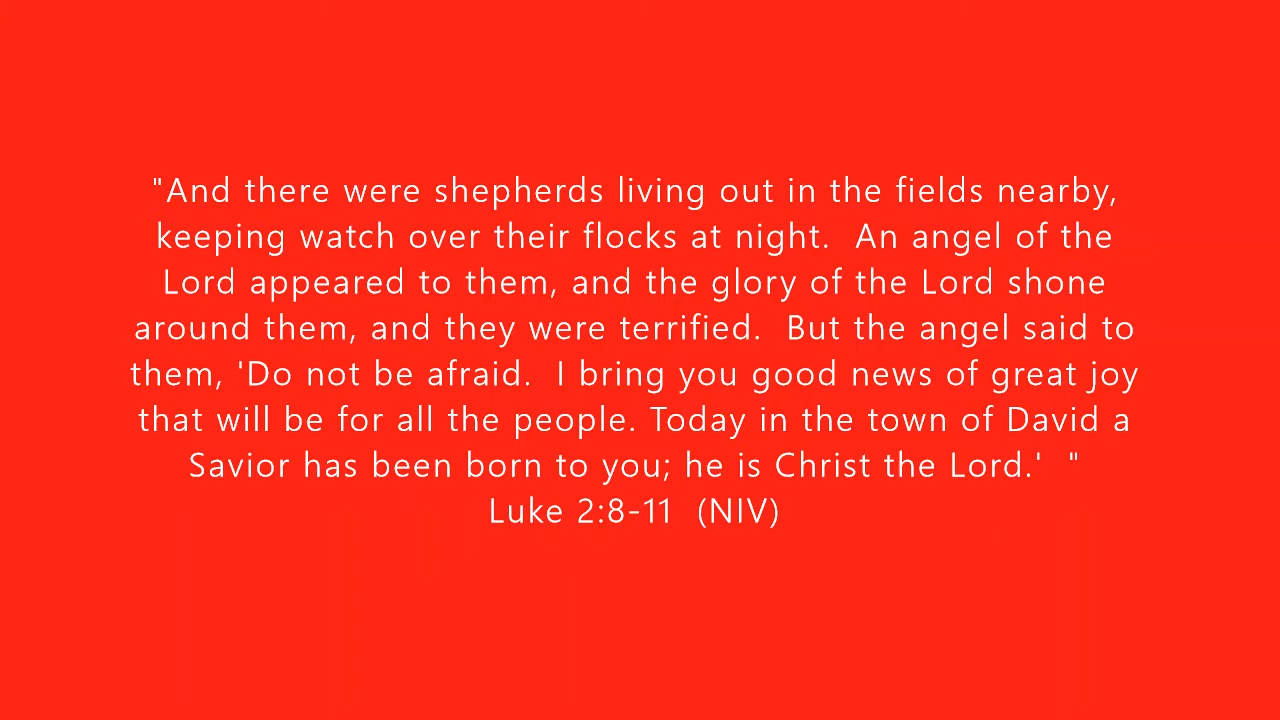 "And there were shepherds living out in the fields nearby,
keeping watch over their flocks at night.  An angel of the
Lord appeared to them, and the glory of the Lord shone
around them, and they were terrified.  But the angel said to
them, 'Do not be afraid.  I bring you good news of great joy
that will be for all the people. Today in the town of David a
Savior has been born to you; he is Christ the Lord.'  "
Luke 2:8-11  (NIV)